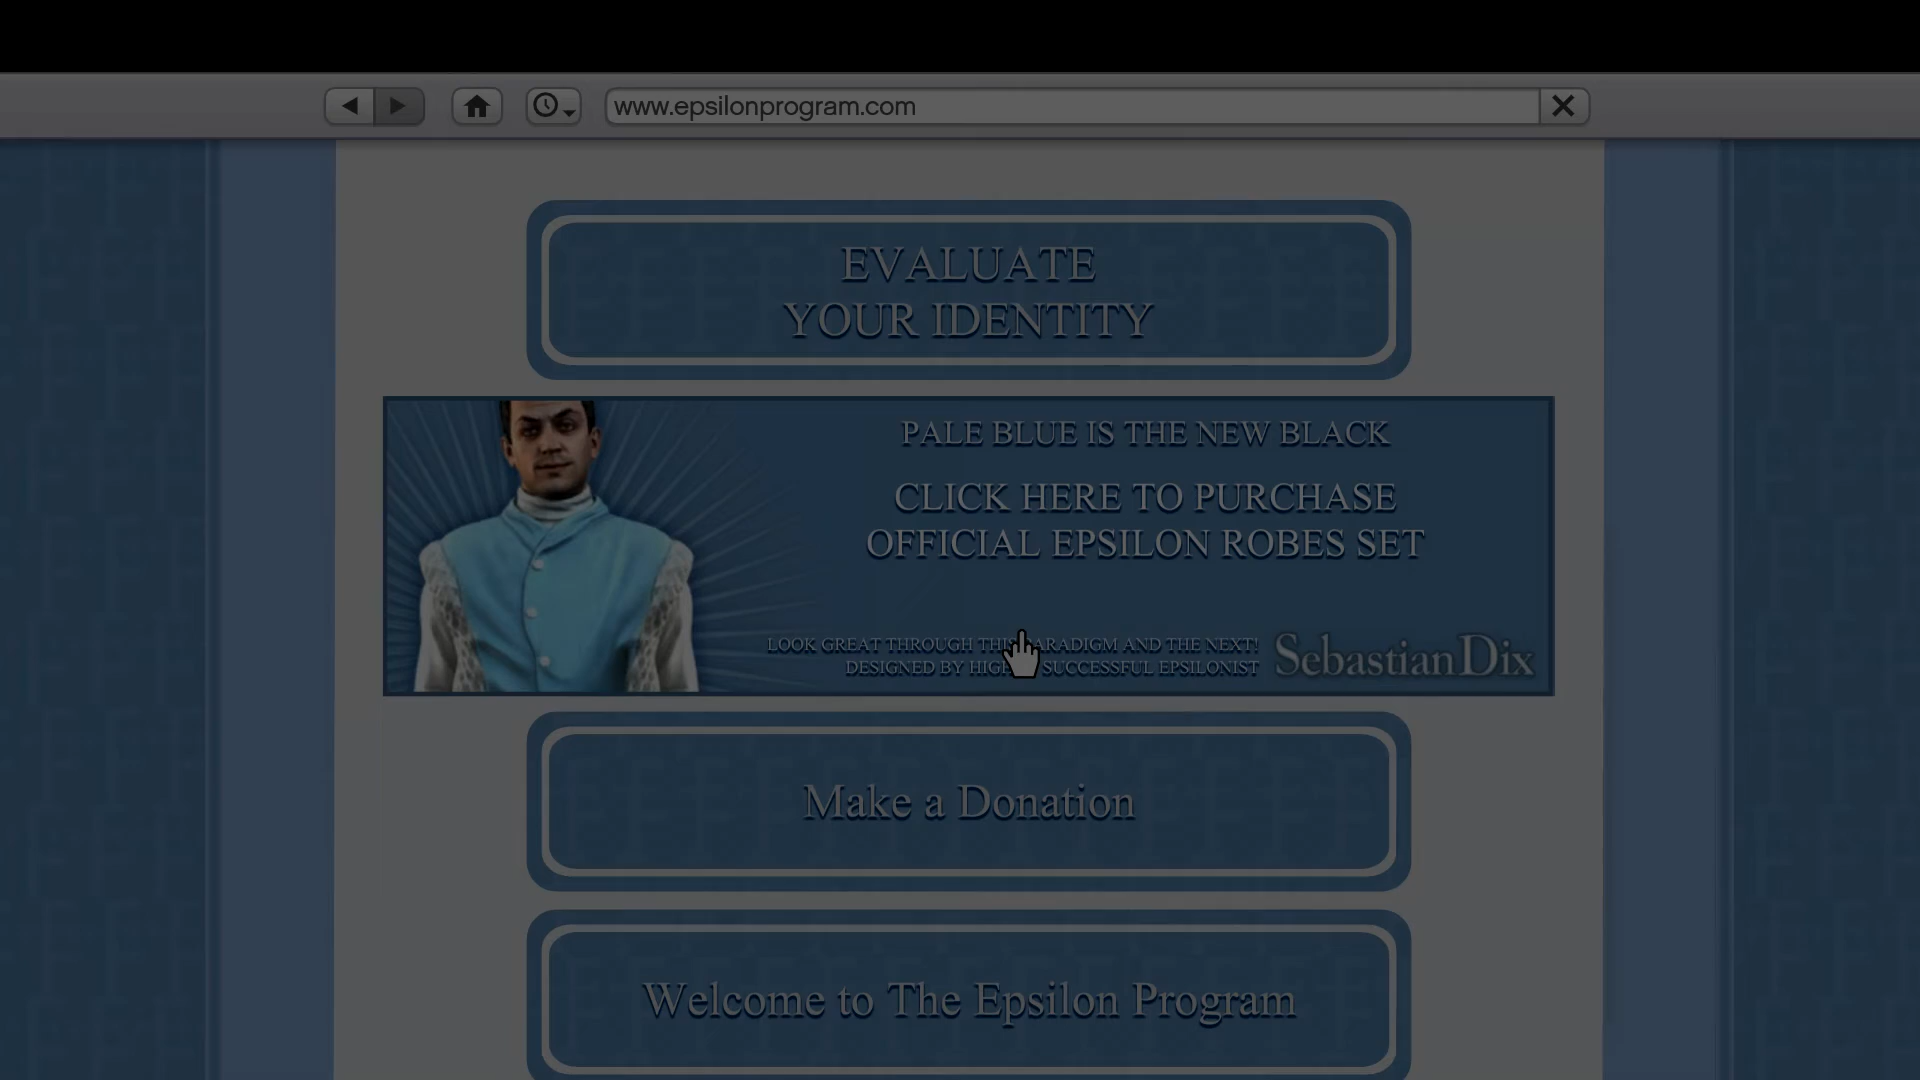 www.epsilonprogram.com
EVALUATE
YOUR IDENTITY
PALE BLUE IS THE NEW BLACK
CLICK HERE TO PURCHASE
OFFICIAL EPSILON ROBES SET
LOOK GREAT THROUGH THIS PARADIGM AND THE NEXT!
DESIGNED BY SUCCESSFUL EPSILONIST
SebastianDix
Make a Donation
Welcome to The Epsilon Program